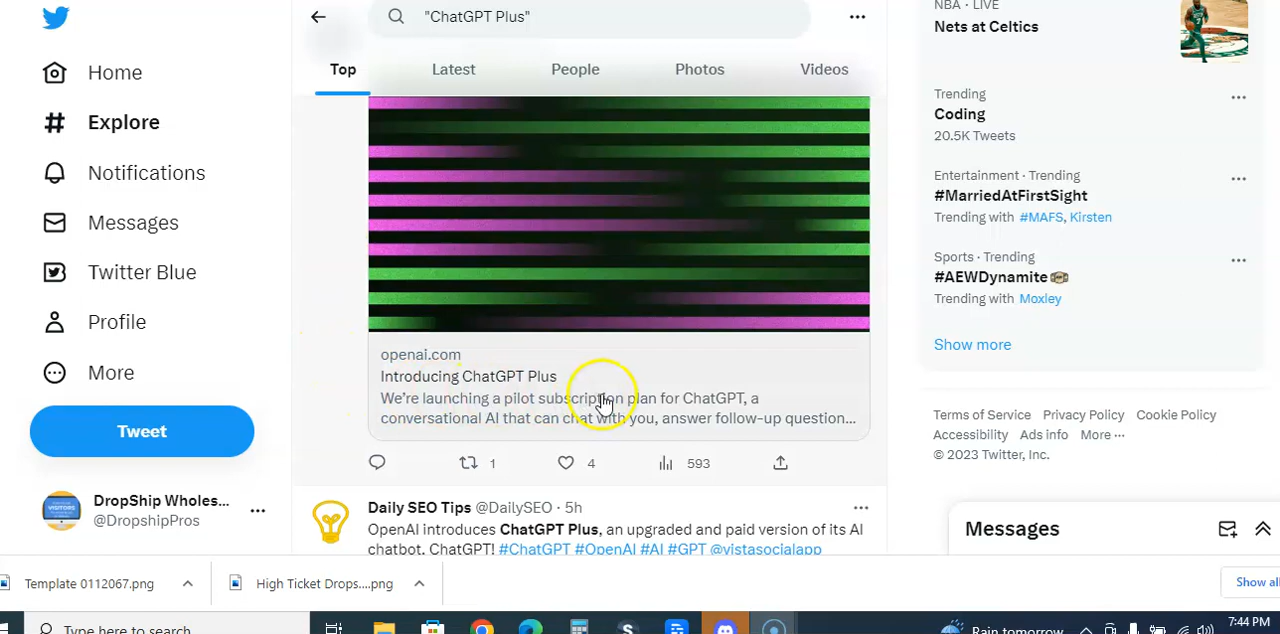 "ChatGPT Plus"
Home
Explore
Notifications
Messages
Twitter Blue
Profile
More
Tweet
DropShip Wholes...
@DropshipPros
Top
Latest
People
Photos
Videos
openai.com
Introducing ChatGPT Plus
We're launching a pilot subscription plan for ChatGPT, a
conversational AI that can chat with you, answer follow-up question...
1
4
593
Daily SEO Tips @DailySEO · 5h
OpenAI introduces ChatGPT Plus, an upgraded and paid version of its AI
chatbot, ChatGPT! #ChatGPT #OpenAI #AI #GPT @vistasocialapp
NBA · LIVE
Nets at Celtics
Trending
Coding
20.5K Tweets
Entertainment · Trending
#MarriedAtFirstSight
Trending with #MAFS, Kirsten
Sports · Trending
#AEWDynamite
Trending with Moxley
Show more
Terms of Service Privacy Policy Cookie Policy
Accessibility Ads info More ···
© 2023 Twitter, Inc.
Messages
Template 0112067.png
High Ticket Drops....png
Show all
Type here to search
Rain tomorrow
7:44 PM